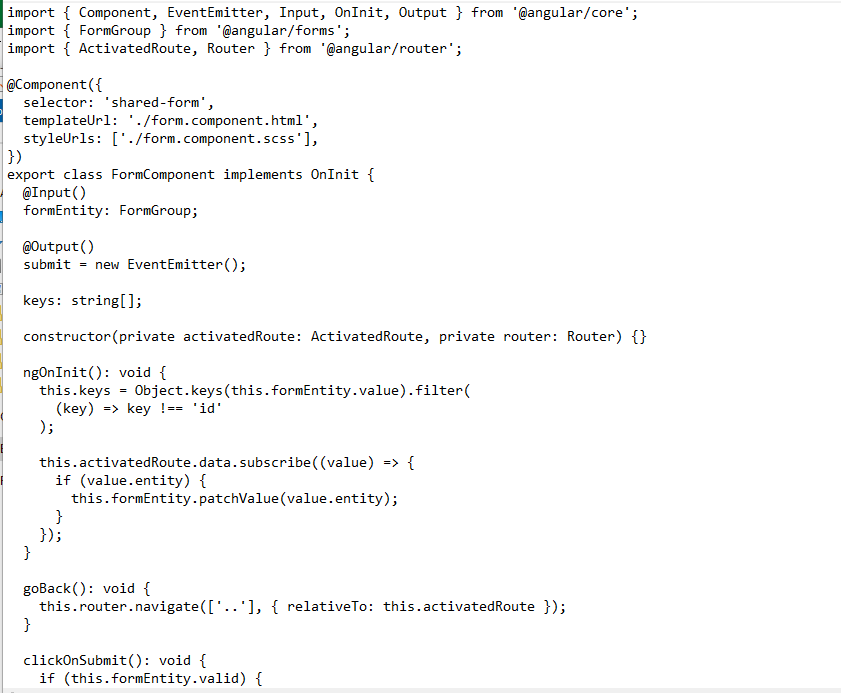 import { Component, EventEmitter, Input, OnInit, Output } from '@angular/core';
import { FormGroup } from '@angular/forms';
import { ActivatedRoute, Router } from '@angular/router';

@Component({
  selector: 'shared-form',
  templateUrl: './form.component.html',
  styleUrls: ['./form.component.scss'],
})
export class FormComponent implements OnInit {
  @Input()
  formEntity: FormGroup;

  @Output()
  submit = new EventEmitter();

  keys: string[];

  constructor(private activatedRoute: ActivatedRoute, private router: Router) {}

  ngOnInit(): void {
    this.keys = Object.keys(this.formEntity.value).filter(
      (key) => key !== 'id'
    );

    this.activatedRoute.data.subscribe((value) => {
      if (value.entity) {
        this.formEntity.patchValue(value.entity);
      }
    });
  }

  goBack(): void {
    this.router.navigate(['..'], { relativeTo: this.activatedRoute });
  }

  clickOnSubmit(): void {
    if (this.formEntity.valid) {